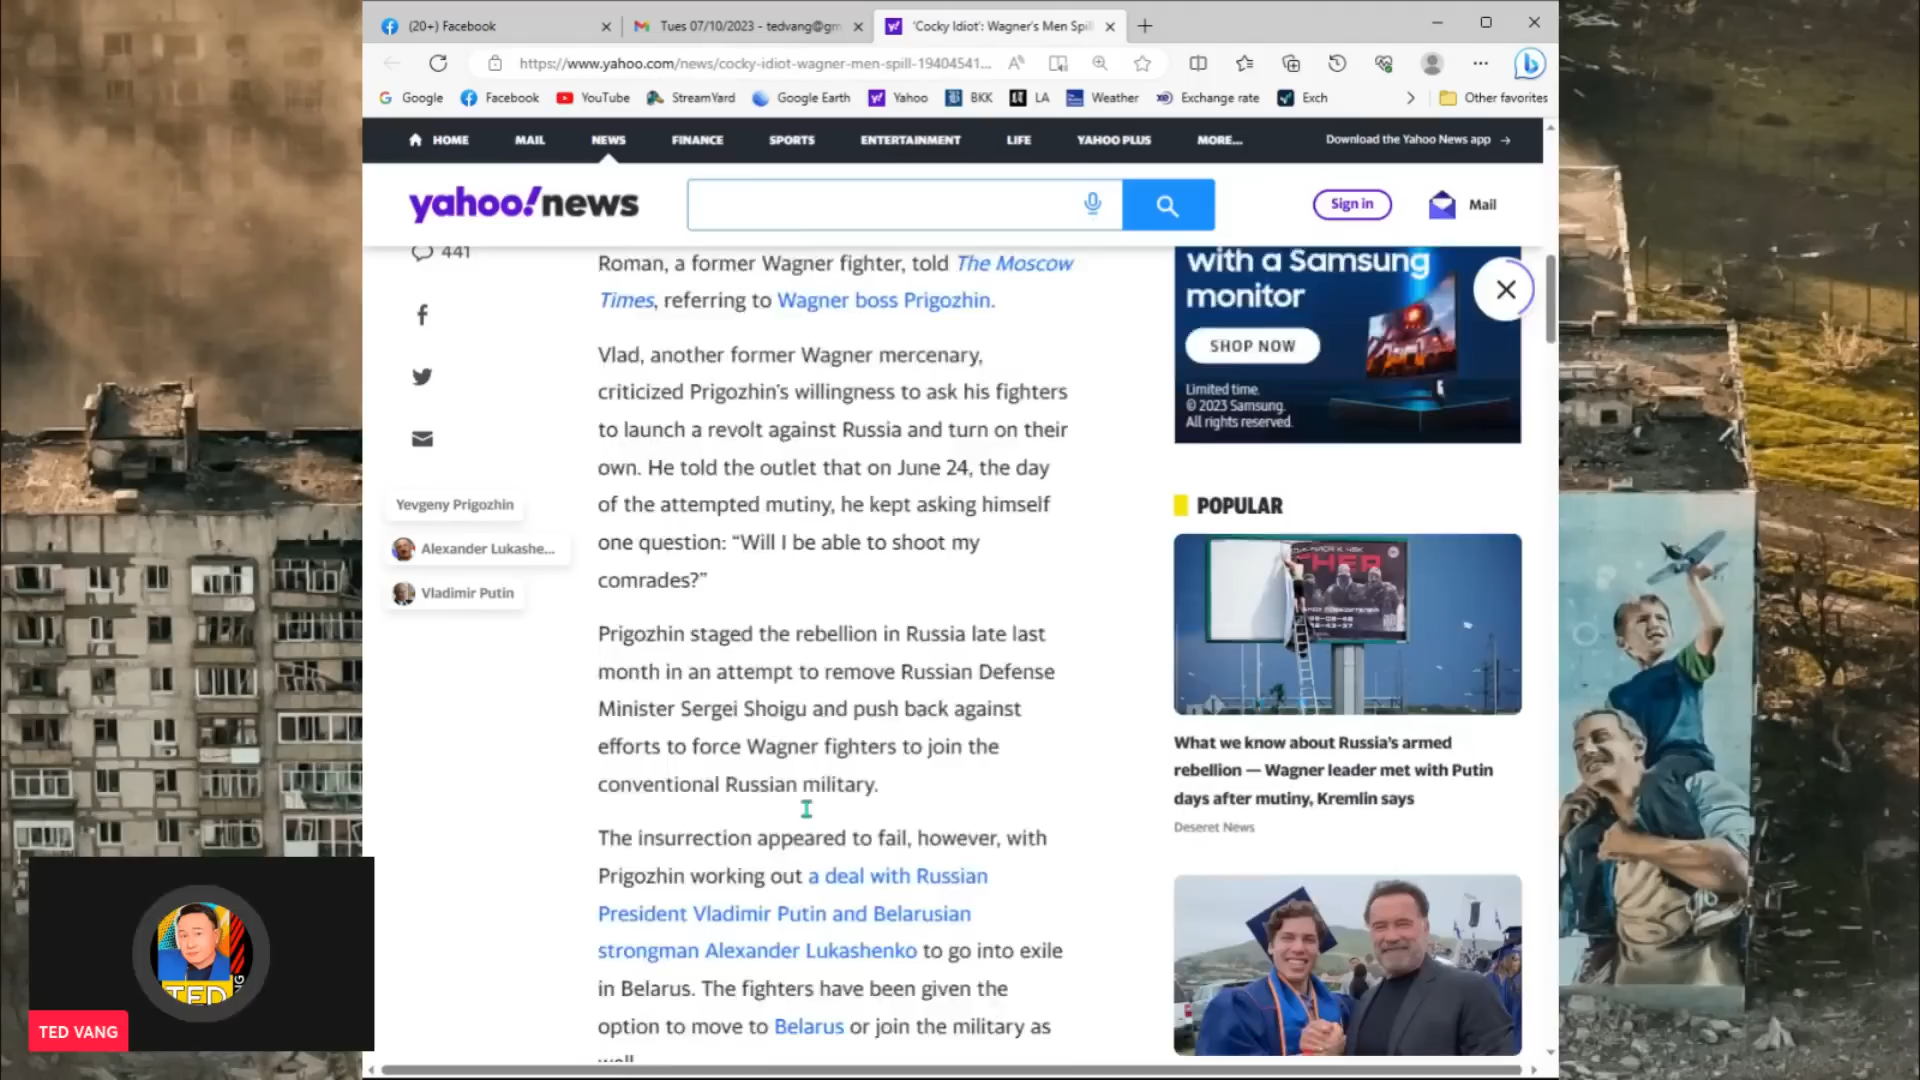 (20+) Facebook
Tues 07/10/2023 - tedvang@gm
'Cocky Idiot': Wagner's Men Spil
https://www.yahoo.com/news/cocky-idiot-wagner-men-spill-19404541...
Google
Facebook
YouTube
StreamYard
Google Earth
Yahoo
BKK
LA
Weather
Exchange rate
Exch
Other favorites
HOME
MAIL
NEWS
FINANCE
SPORTS
ENTERTAINMENT
LIFE
YAHOO PLUS
MORE...
Download the Yahoo News app →
yahoo!news
Sign in
Mail
441
Yevgeny Prigozhin
Alexander Lukashe...
Vladimir Putin
Roman, a former Wagner fighter, told The Moscow
Times, referring to Wagner boss Prigozhin.
Vlad, another former Wagner mercenary,
criticized Prigozhin's willingness to ask his fighters
to launch a revolt against Russia and turn on their
own. He told the outlet that on June 24, the day
of the attempted mutiny, he kept asking himself
one question: “Will I be able to shoot my
comrades?”
Prigozhin staged the rebellion in Russia late last
month in an attempt to remove Russian Defense
Minister Sergei Shoigu and push back against
efforts to force Wagner fighters to join the
conventional Russian military.
The insurrection appeared to fail, however, with
Prigozhin working out a deal with Russian
President Vladimir Putin and Belarusian
strongman Alexander Lukashenko to go into exile
in Belarus. The fighters have been given the
option to move to Belarus or join the military as
well
with a Samsung
monitor
SHOP NOW
Limited time.
© 2023 Samsung.
All rights reserved.
POPULAR
What we know about Russia's armed
rebellion — Wagner leader met with Putin
days after mutiny, Kremlin says
Deseret News
TED
TED VANG